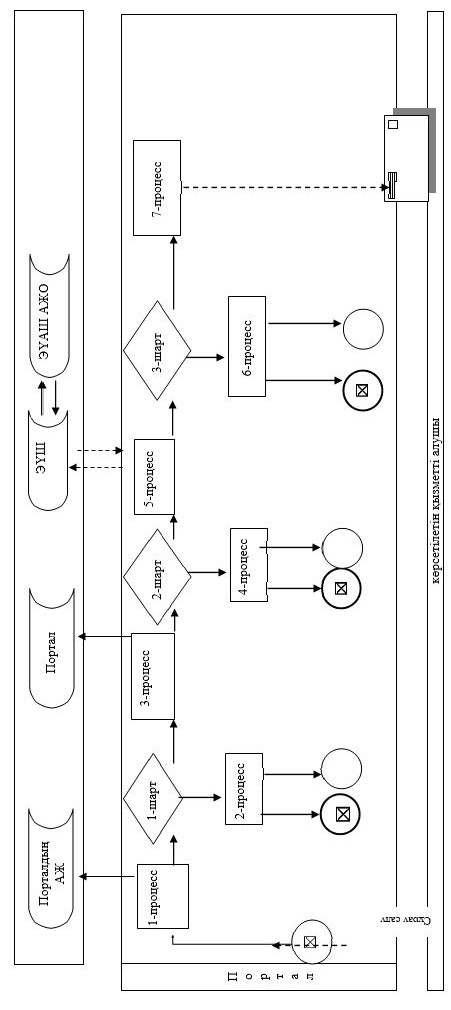 Порталдың
АЖ
Портал
ЭҮШ
ЭҮАШ АЖО
1-процесс
1-шарт
2-процесс
3-процесс
2-шарт
4-процесс
5-процесс
3-шарт
6-процесс
7-процесс
Портал
Сұрау салу
көрсетілетін қызметті алушы